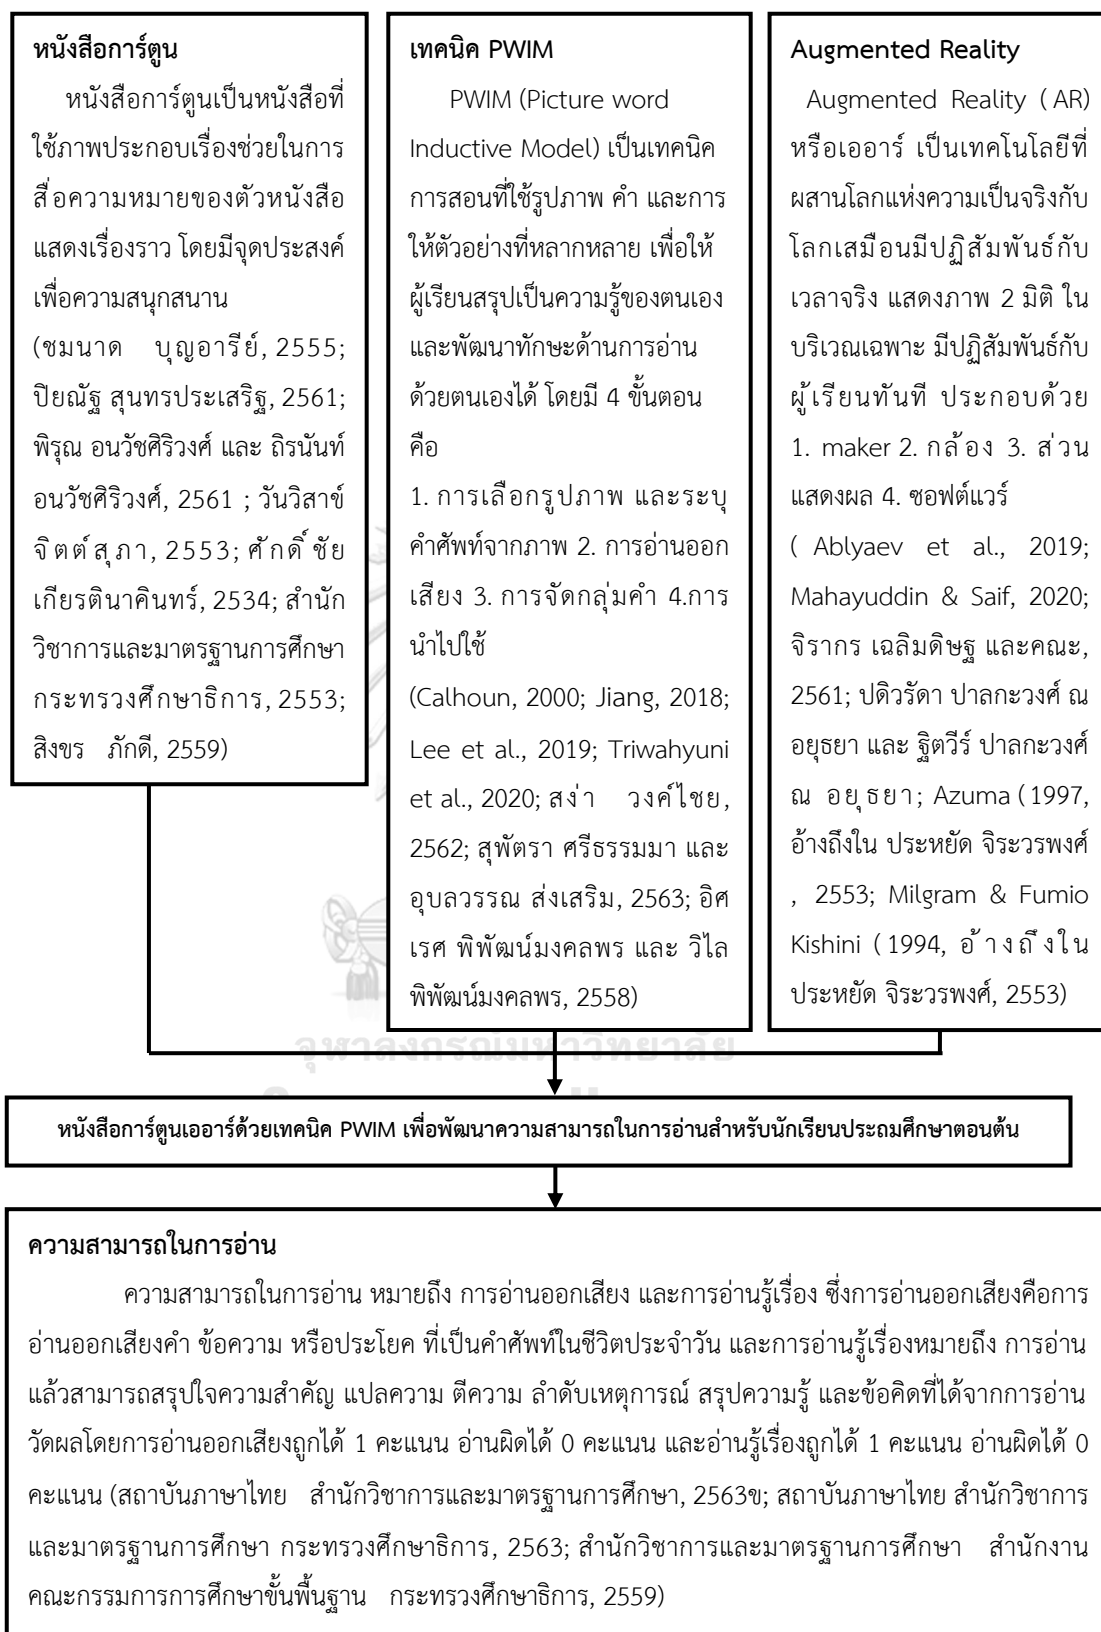 หนังสือการ์ตูน
หนังสือการ์ตูนเป็นหนังสือที่
ใช้ภาพประกอบเรื่องช่วยในการ
สื่อความหมายของตัวหนังสือ
แสดงเรื่องราว โดยมีจุดประสงค์
เพื่อความสนุกสนาน
(ชมนาด บุญอารีย์, 2555;
ปิยณัฐ สุนทรประเสริฐ, 2561;
พิรุณ อนวัชศิริวงศ์ และ ถิรนันท์
อนวัชศิริวงศ์, 2561 ; วันวิสาข์
จิตต์สุภา, 2553; ศักดิ์ชัย
เกียรตินาคินทร์, 2534; สำนัก
วิชาการและมาตรฐานการศึกษา
กระทรวงศึกษาธิการ, 2553;
สิงขร ภักดี, 2559)
เทคนิค PWIM
PWIM (Picture word
Inductive Model) เป็นเทคนิค
การสอนที่ใช้รูปภาพ คำ และการ
ให้ตัวอย่างที่หลากหลาย เพื่อให้
ผู้เรียนสรุปเป็นความรู้ของตนเอง
และพัฒนาทักษะด้านการอ่าน
ด้วยตนเองได้ โดยมี 4 ขั้นตอน
คือ
1. การเลือกรูปภาพ และระบุ
คำศัพท์จากภาพ 2. การอ่านออก
เสียง 3. การจัดกลุ่มคำ 4.การ
นำไปใช้
(Calhoun, 2000; Jiang, 2018;
Lee et al., 2019; Triwahyuni
et al., 2020; สง่า วงค์ไชย,
2562; สุพัตรา ศรีธรรมมา และ
อุบลวรรณ ส่งเสริม, 2563; อิศ
เรศ พิพัฒน์มงคลพร และ วิไล
พิพัฒน์มงคลพร, 2558)
Augmented Reality
Augmented Reality ( AR)
หรือเออาร์ เป็นเทคโนโลยีที่
ผสานโลกแห่งความเป็นจริงกับ
โลกเสมือนมีปฏิสัมพันธ์กับ
เวลาจริง แสดงภาพ 2 มิติ ใน
บริเวณเฉพาะ มีปฏิสัมพันธ์กับ
ผู้เรียนทันที ประกอบด้วย
1. maker 2. กล้อง 3. ส่วน
แสดงผล 4. ซอฟต์แวร์
( Ablyaev et al., 2019;
Mahayuddin & Saif, 2020;
จิรากร เฉลิมดิษฐ และคณะ,
2561; ปดิวรัดา ปาลกะวงศ์ ณ
อยุธยา และ ฐิตวีร์ ปาลกะวงศ์
ณ อยุธยา; Azuma (1997,
อ้างถึงใน ประหยัด จิระวรพงศ์
, 2553; Milgram & Fumio
Kishini (1994, อ้างถึงใน
ประหยัด จิระวรพงศ์, 2553)
จุฬาลงกรณ์มหาวิทยาลัย
หนังสือการ์ตูนเออาร์ด้วยเทคนิค PWIM เพื่อพัฒนาความสามารถในการอ่านสำหรับนักเรียนประถมศึกษาตอนต้น
ความสามารถในการอ่าน
ความสามารถในการอ่าน หมายถึง การอ่านออกเสียง และการอ่านรู้เรื่อง ซึ่งการอ่านออกเสียงคือการ
อ่านออกเสียงคำ ข้อความ หรือประโยค ที่เป็นคำศัพท์ในชีวิตประจำวัน และการอ่านรู้เรื่องหมายถึง การอ่าน
แล้วสามารถสรุปใจความสำคัญ แปลความ ตีความ ลำดับเหตุการณ์ สรุปความรู้ และข้อคิดที่ได้จากการอ่าน
วัดผลโดยการอ่านออกเสียงถูกได้ 1 คะแนน อ่านผิดได้ 0 คะแนน และอ่านรู้เรื่องถูกได้ 1 คะแนน อ่านผิดได้ 0
คะแนน (สถาบันภาษาไทย สำนักวิชาการและมาตรฐานการศึกษา, 2563ข; สถาบันภาษาไทย สำนักวิชาการ
และมาตรฐานการศึกษา กระทรวงศึกษาธิการ, 2563; สำนักวิชาการและมาตรฐานการศึกษา สำนักงาน
คณะกรรมการการศึกษาขั้นพื้นฐาน กระทรวงศึกษาธิการ, 2559)